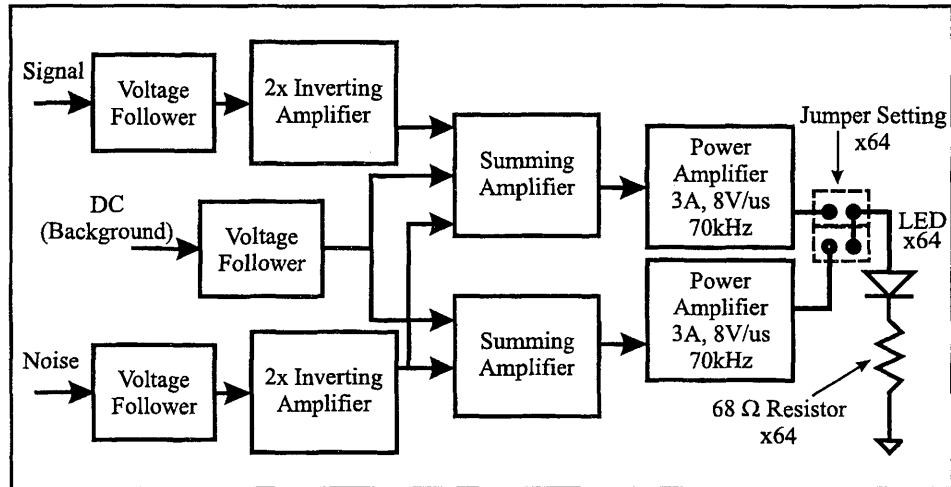 Signal
Voltage
Follower
2x Inverting
Amplifier
DC
(Background)
Voltage
Follower
Noise
Voltage
Follower
2x Inverting
Amplifier
Summing
Amplifier
Summing
Amplifier
Power
Amplifier
3A, 8V/us
70kHz
Power
Amplifier
3A, 8V/us
70kHz
Jumper Setting
x64
LED
x64
68 Ω Resistor
x64